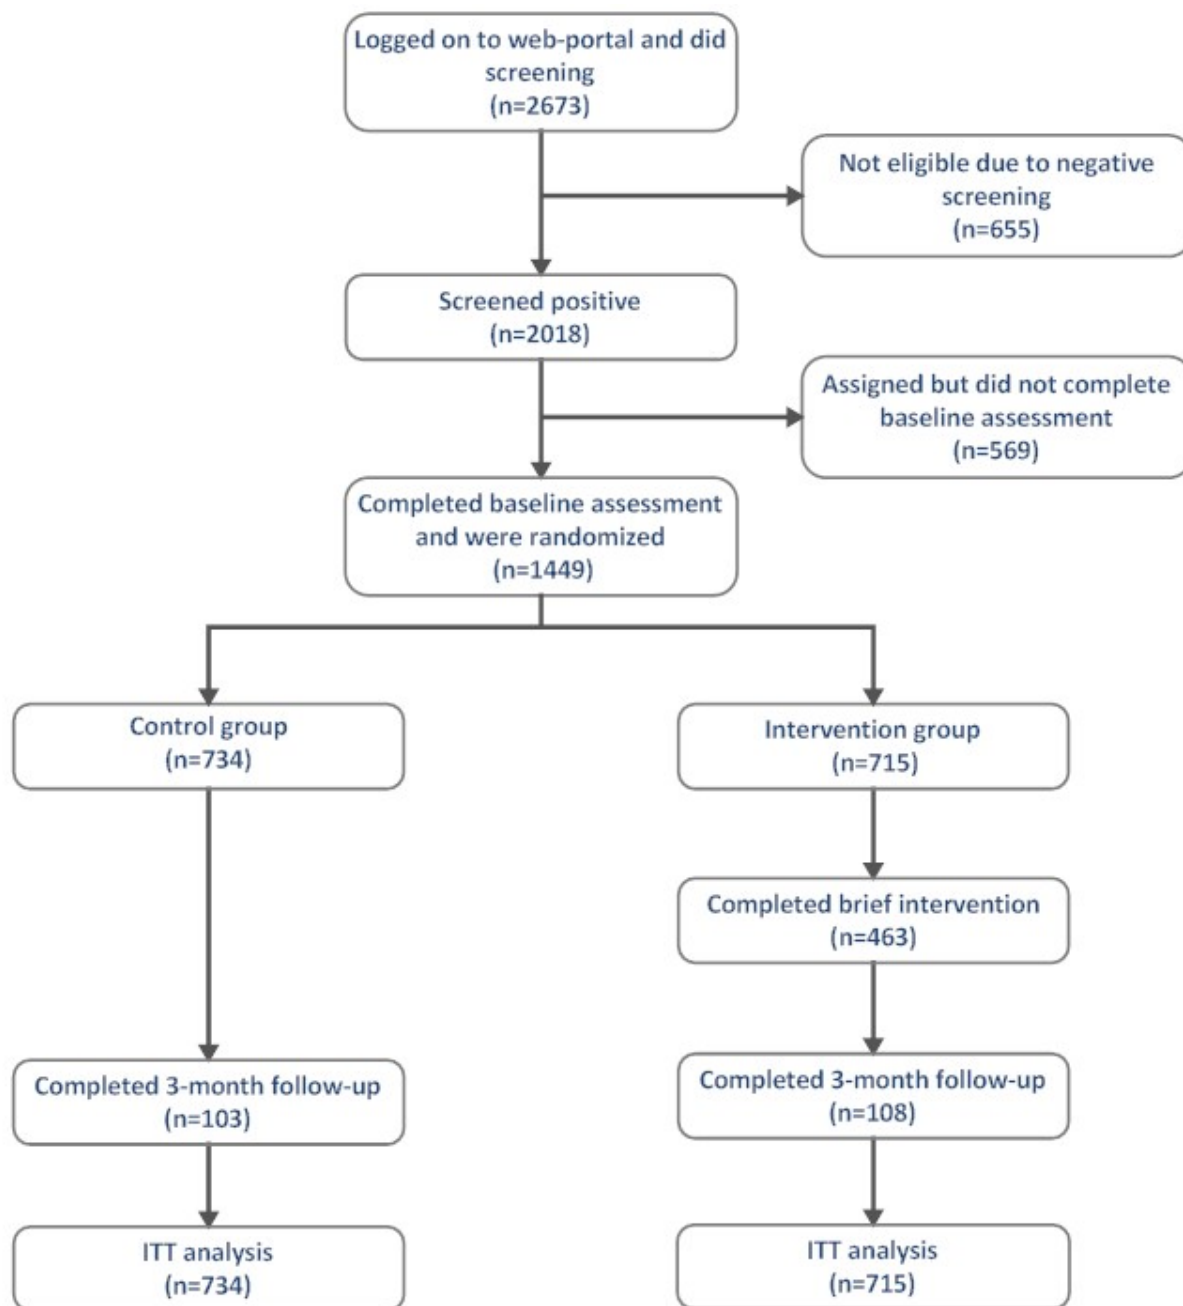 Logged on to web-portal and did
screening
(n=2673)
Not eligible due to negative
screening
(n=655)
Screened positive
(n=2018)
Assigned but did not complete
baseline assessment
(n=569)
Completed baseline assessment
and were randomized
(n=1449)
Control group
(n=734)
Intervention group
(n=715)
Completed brief intervention
(n=463)
Completed 3-month follow-up
(n=103)
Completed 3-month follow-up
(n=108)
ITT analysis
(n=734)
ITT analysis
(n=715)